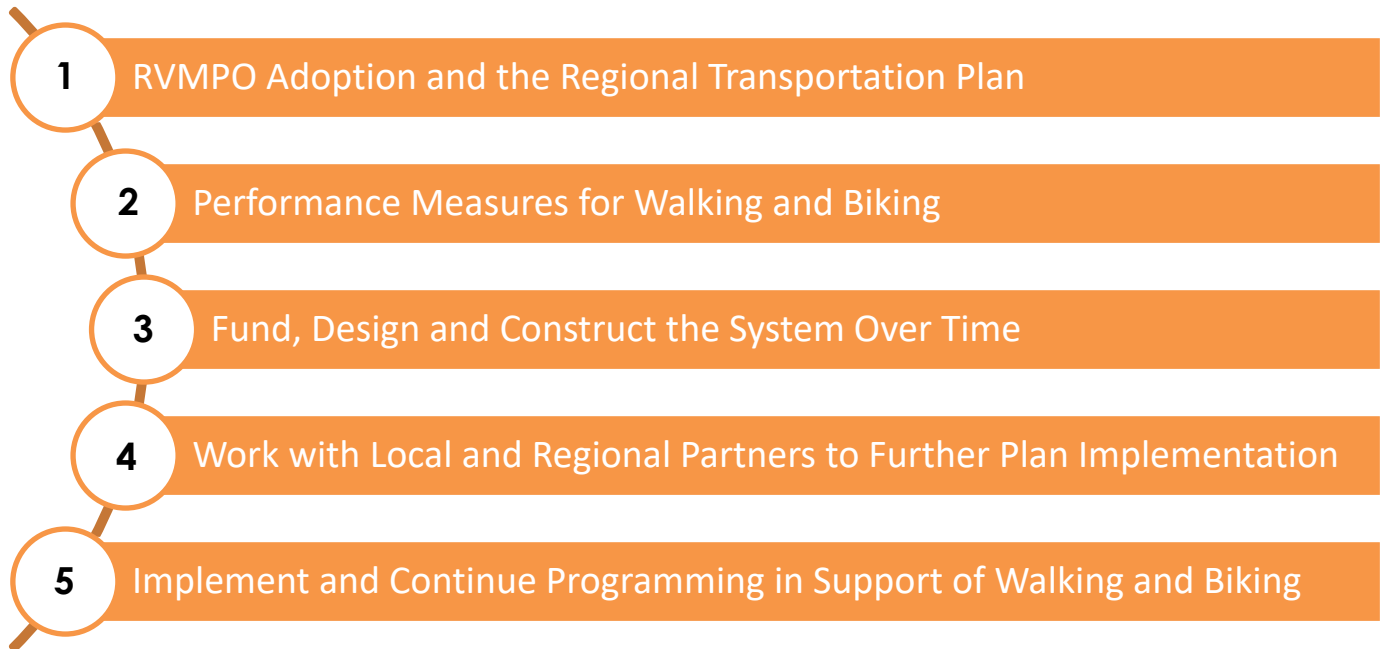 1 RVMPO Adoption and the Regional Transportation Plan
2 Performance Measures for Walking and Biking
3 Fund, Design and Construct the System Over Time
4 Work with Local and Regional Partners to Further Plan Implementation
5 Implement and Continue Programming in Support of Walking and Biking